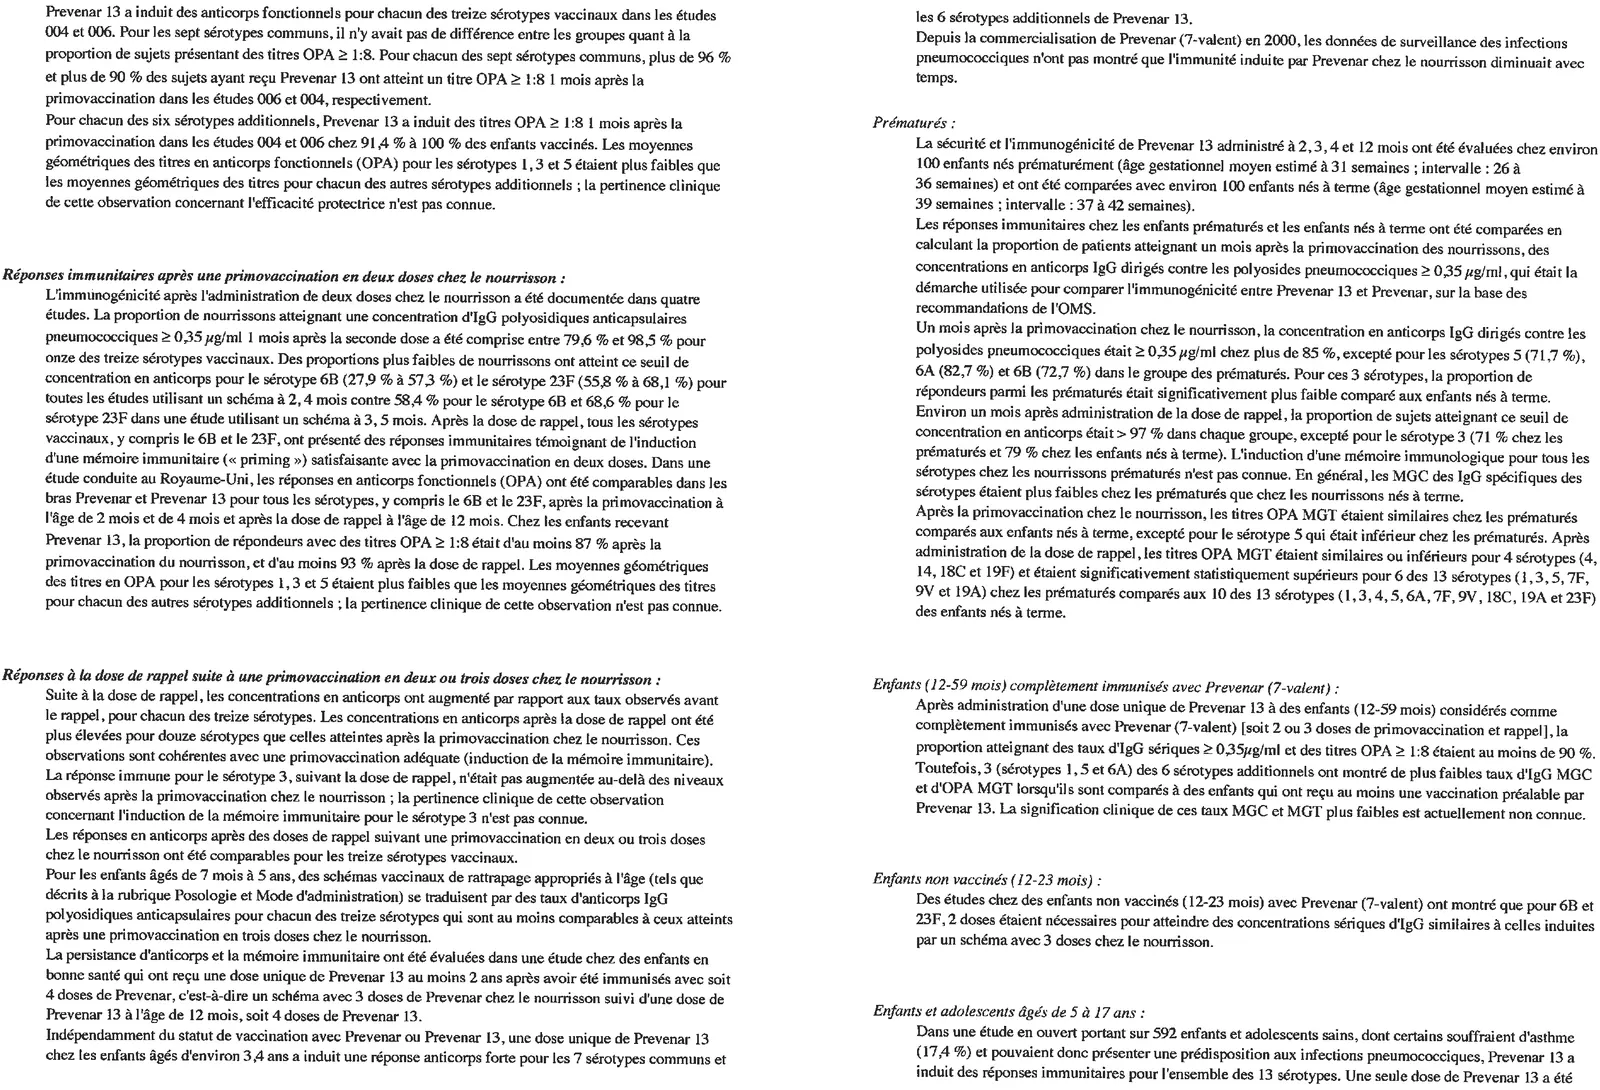 Prevenar 13 a induit des anticorps fonctionnels pour chacun des treize sérotypes vaccinaux dans les études
004 et 006. Pour les sept sérotypes communs, il n'y avait pas de différence entre les groupes quant à la
proportion de sujets présentant des titres OPA ≥ 1:8. Pour chacun des sept sérotypes communs, plus de 96 %
et plus de 90 % des sujets ayant reçu Prevenar 13 ont atteint un titre OPA ≥ 1:8 1 mois après la
primovaccination dans les études 006 et 004, respectivement.
Pour chacun des six sérotypes additionnels, Prevenar 13 a induit des titres OPA ≥ 1:8 1 mois après la
primovaccination dans les études 004 et 006 chez 91,4 % à 100 % des enfants vaccinés. Les moyennes
géométriques des titres en anticorps fonctionnels (OPA) pour les sérotypes 1, 3 et 5 étaient plus faibles que
les moyennes géométriques des titres pour chacun des autres sérotypes additionnels ; la pertinence clinique
de cette observation concernant l'efficacité protectrice n'est pas connue.
Réponses immunitaires après une primovaccination en deux doses chez le nourrisson :
L'immunogénicité après l'administration de deux doses chez le nourrisson a été documentée dans quatre
études. La proportion de nourrissons atteignant une concentration d'IgG polyosidiques anticapsulaires
pneumococciques ≥ 0,35 µg/ml 1 mois après la seconde dose a été comprise entre 79,6 % et 98,5 % pour
onze des treize sérotypes vaccinaux. Des proportions plus faibles de nourrissons ont atteint ce seuil de
concentration en anticorps pour le sérotype 6B (27,9 % à 57,3 %) et le sérotype 23F (55,8 % à 68,1 %) pour
toutes les études utilisant un schéma à 2, 4 mois contre 58,4 % pour le sérotype 6B et 68,6 % pour le
sérotype 23F dans une étude utilisant un schéma à 3, 5 mois. Après la dose de rappel, tous les sérotypes
vaccinaux, y compris le 6B et le 23F, ont présenté des réponses immunitaires témoignant de l'induction
d'une mémoire immunitaire (« priming ») satisfaisante avec la primovaccination en deux doses. Dans une
étude conduite au Royaume-Uni, les réponses en anticorps fonctionnels (OPA) ont été comparables dans les
bras Prevenar et Prevenar 13 pour tous les sérotypes, y compris le 6B et le 23F, après la primovaccination à
l'âge de 2 mois et de 4 mois et après la dose de rappel à l'âge de 12 mois. Chez les enfants recevant
Prevenar 13, la proportion de répondeurs avec des titres OPA ≥ 1:8 était d'au moins 87 % après la
primovaccination du nourrisson, et d'au moins 93 % après la dose de rappel. Les moyennes géométriques
des titres en OPA pour les sérotypes 1, 3 et 5 étaient plus faibles que les moyennes géométriques des titres
pour chacun des autres sérotypes additionnels ; la pertinence clinique de cette observation n'est pas connue.
Réponses à la dose de rappel suite à une primovaccination en deux ou trois doses chez le nourrisson :
Suite à la dose de rappel, les concentrations en anticorps ont augmenté par rapport aux taux observés avant
le rappel, pour chacun des treize sérotypes. Les concentrations en anticorps après la dose de rappel ont été
plus élevées pour douze sérotypes que celles atteintes après la primovaccination chez le nourrisson. Ces
observations sont cohérentes avec une primovaccination adéquate (induction de la mémoire immunitaire).
La réponse immune pour le sérotype 3, suivant la dose de rappel, n'était pas augmentée au-delà des niveaux
observés après la primovaccination chez le nourrisson ; la pertinence clinique de cette observation
concernant l'induction de la mémoire immunitaire pour le sérotype 3 n'est pas connue.
Les réponses en anticorps après des doses de rappel suivant une primovaccination en deux ou trois doses
chez le nourrisson ont été comparables pour les treize sérotypes vaccinaux.
Pour les enfants âgés de 7 mois à 5 ans, des schémas vaccinaux de rattrapage appropriés à l'âge (tels que
décrits à la rubrique Posologie et Mode d'administration) se traduisent par des taux d'anticorps IgG
polyosidiques anticapsulaires pour chacun des treize sérotypes qui sont au moins comparables à ceux atteints
après une primovaccination en trois doses chez le nourrisson.
La persistance d'anticorps et la mémoire immunitaire ont été évaluées dans une étude chez des enfants en
bonne santé qui ont reçu une dose unique de Prevenar 13 au moins 2 ans après avoir été immunisés avec soit
4 doses de Prevenar, c'est-à-dire un schéma avec 3 doses de Prevenar chez le nourrisson suivi d'une dose de
Prevenar 13 à l'âge de 12 mois, soit 4 doses de Prevenar 13.
Indépendamment du statut de vaccination avec Prevenar ou Prevenar 13, une dose unique de Prevenar 13
chez les enfants âgés d'environ 3,4 ans a induit une réponse anticorps forte pour les 7 sérotypes communs et
les 6 sérotypes additionnels de Prevenar 13.
Depuis la commercialisation de Prevenar (7-valent) en 2000, les données de surveillance des infections
pneumococciques n'ont pas montré que l'immunité induite par Prevenar chez le nourrisson diminuait avec
temps.
Prématurés :
La sécurité et l'immunogénicité de Prevenar 13 administré à 2, 3, 4 et 12 mois ont été évaluées chez environ
100 enfants nés prématurément (âge gestationnel moyen estimé à 31 semaines ; intervalle : 26 à
36 semaines) et ont été comparées avec environ 100 enfants nés à terme (âge gestationnel moyen estimé à
39 semaines ; intervalle : 37 à 42 semaines).
Les réponses immunitaires chez les enfants prématurés et les enfants nés à terme ont été comparées en
calculant la proportion de patients atteignant un mois après la primovaccination des nourrissons, des
concentrations en anticorps IgG dirigés contre les polyosides pneumococciques ≥ 0,35 µg/ml, qui était la
démarche utilisée pour comparer l'immunogénicité entre Prevenar 13 et Prevenar, sur la base des
recommandations de l'OMS.
Un mois après la primovaccination chez le nourrisson, la concentration en anticorps IgG dirigés contre les
polyosides pneumococciques était ≥ 0,35 µg/ml chez plus de 85 %, excepté pour les sérotypes 5 (71,7 %),
6A (82,7 %) et 6B (72,7 %) dans le groupe des prématurés. Pour ces 3 sérotypes, la proportion de
répondeurs parmi les prématurés était significativement plus faible comparé aux enfants nés à terme.
Environ un mois après administration de la dose de rappel, la proportion de sujets atteignant ce seuil de
concentration en anticorps était > 97 % dans chaque groupe, excepté pour le sérotype 3 (71 % chez les
prématurés et 79 % chez les enfants nés à terme). L'induction d'une mémoire immunologique pour tous les
sérotypes chez les nourrissons prématurés n'est pas connue. En général, les MGC des IgG spécifiques des
sérotypes étaient plus faibles chez les prématurés que chez les nourrissons nés à terme.
Après la primovaccination chez le nourrisson, les titres OPA MGT étaient similaires chez les prématurés
comparés aux enfants nés à terme, excepté pour le sérotype 5 qui était inférieur chez les prématurés. Après
administration de la dose de rappel, les titres OPA MGT étaient similaires ou inférieurs pour 4 sérotypes (4,
14, 18C et 19F) et étaient significativement statistiquement supérieurs pour 6 des 13 sérotypes (1, 3, 5, 7F,
9V et 19A) chez les prématurés comparés aux 10 des 13 sérotypes (1, 3, 4, 5, 6A, 7F, 9V, 18C, 19A et 23F)
des enfants nés à terme.
Enfants (12-59 mois) complètement immunisés avec Prevenar (7-valent) :
Après administration d'une dose unique de Prevenar 13 à des enfants (12-59 mois) considérés comme
complètement immunisés avec Prevenar (7-valent) [soit 2 ou 3 doses de primovaccination et rappel], la
proportion atteignant des taux d'IgG sériques ≥ 0,35µg/ml et des titres OPA ≥ 1:8 étaient au moins de 90 %.
Toutefois, 3 (sérotypes 1, 5 et 6A) des 6 sérotypes additionnels ont montré de plus faibles taux d'IgG MGC
et d'OPA MGT lorsqu'ils sont comparés à des enfants qui ont reçu au moins une vaccination préalable par
Prevenar 13. La signification clinique de ces taux MGC et MGT plus faibles est actuellement non connue.
Enfants non vaccinés (12-23 mois) :
Des études chez des enfants non vaccinés (12-23 mois) avec Prevenar (7-valent) ont montré que pour 6B et
23F, 2 doses étaient nécessaires pour atteindre des concentrations sériques d'IgG similaires à celles induites
par un schéma avec 3 doses chez le nourrisson.
Enfants et adolescents âgés de 5 à 17 ans :
Dans une étude en ouvert portant sur 592 enfants et adolescents sains, dont certains souffraient d'asthme
(17,4 %) et pouvaient donc présenter une prédisposition aux infections pneumococciques, Prevenar 13 a
induit des réponses immunitaires pour l'ensemble des 13 sérotypes. Une seule dose de Prevenar 13 a été